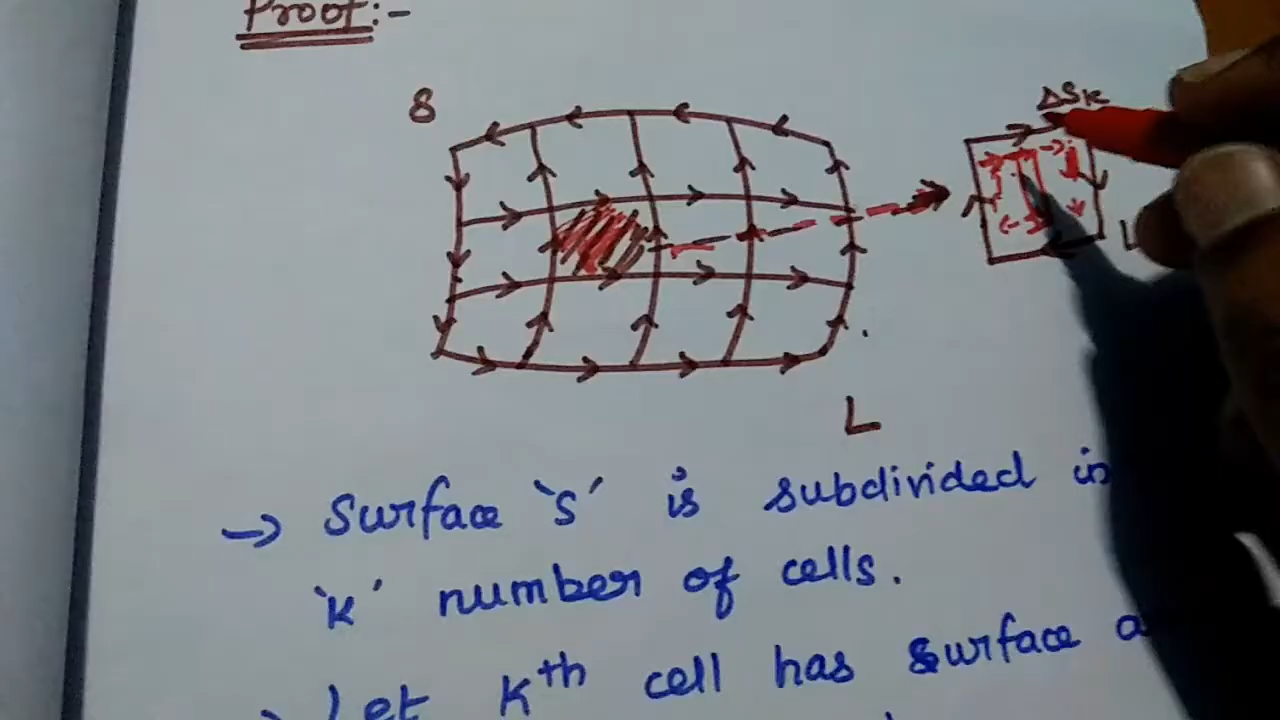 Proof:-
S
ΔSK
L
L
→ Surface 'S' is subdivided in
'K' number of cells.
Let Kth cell has surface a